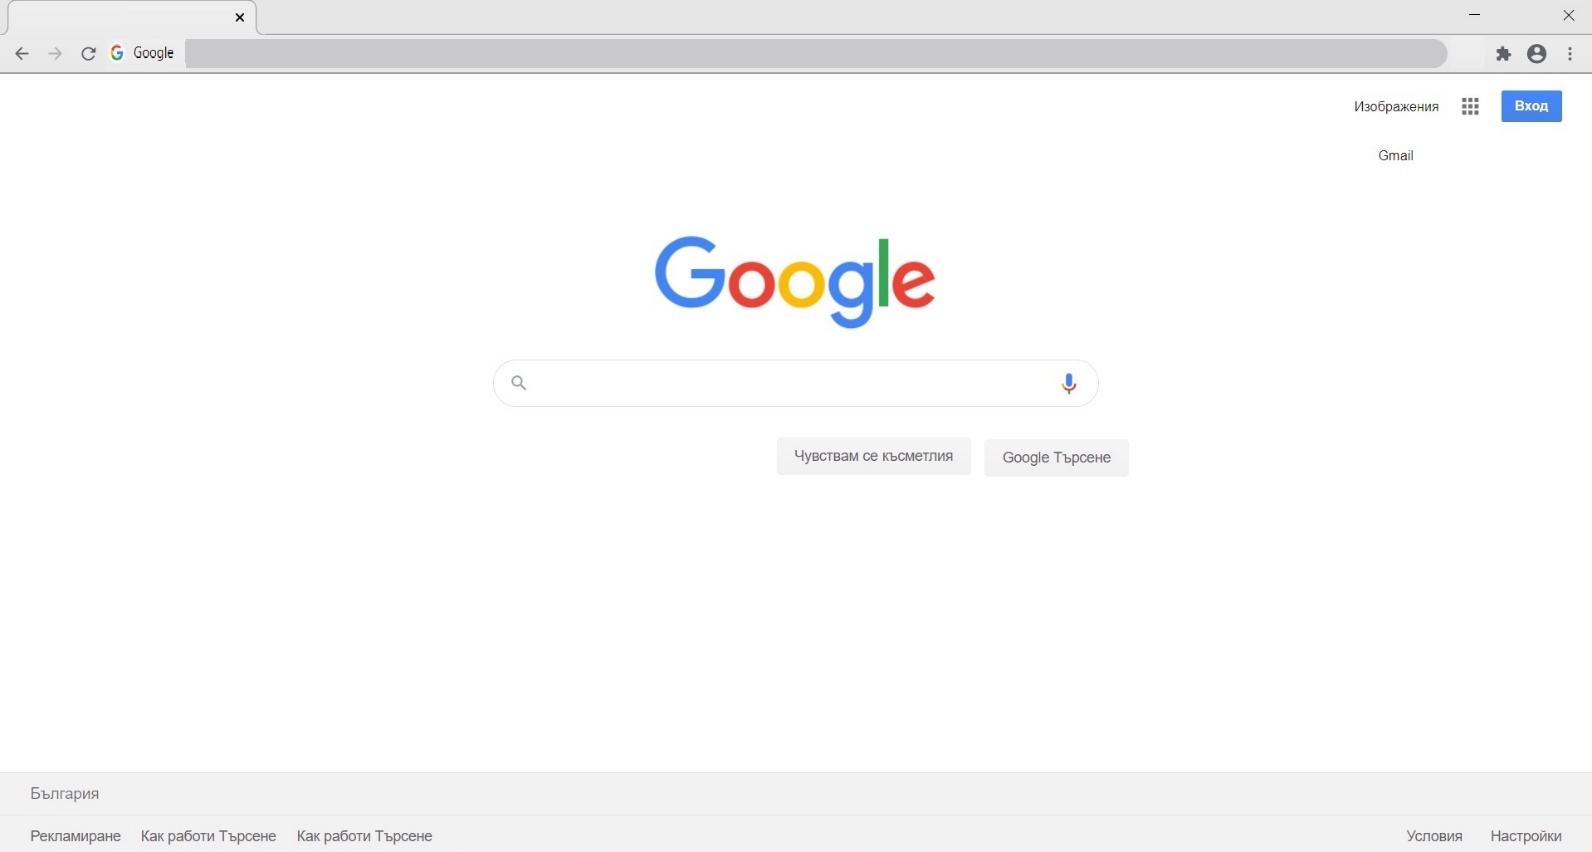 Google
Изображения
Вход
Gmail
Google
Чувствам се късметлия
Google Търсене
България
Рекламиране
Как работи Търсене
Как работи Търсене
Условия
Настройки